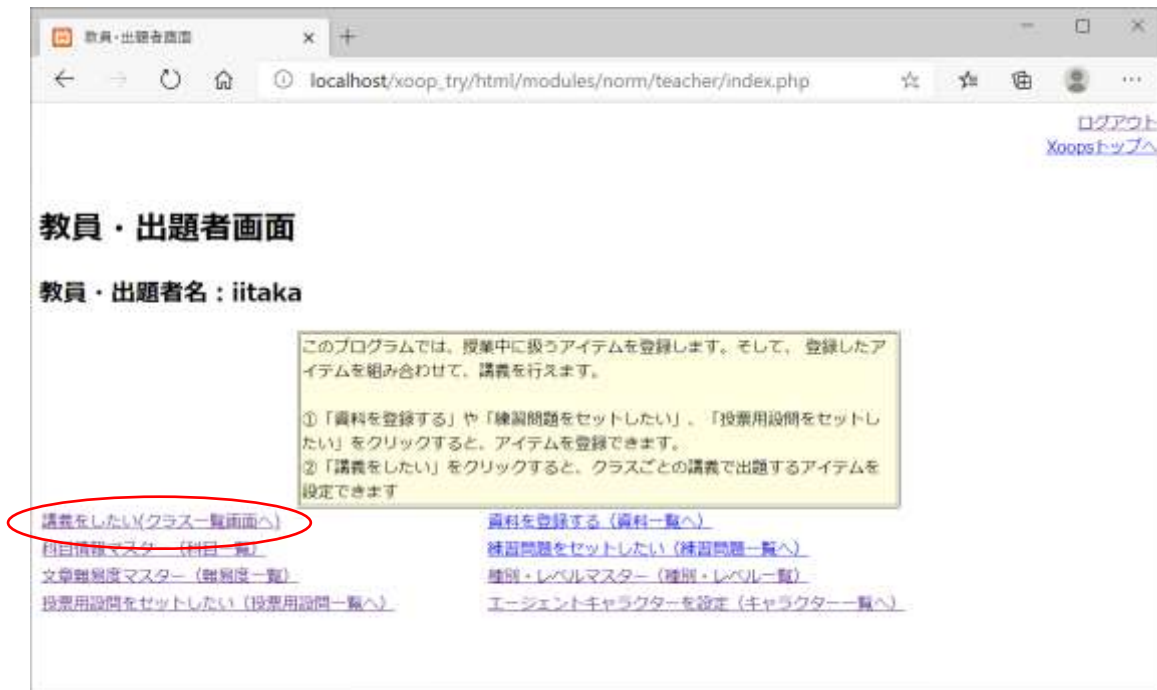 教員・出題者画面
localhost/xoop_try/html/modules/norm/teacher/index.php
ログアウト
Xoopsトップへ
教員・出題者画面
教員・出題者名：iitaka
このプログラムでは、授業中に扱うアイテムを登録します。そして、 登録したア
イテムを組み合わせて、講義を行えます。
①「資料を登録する」や「練習問題をセットしたい」、「投票用設問をセットし
たい」をクリックすると、アイテムを登録できます。
②「講義をしたい」をクリックすると、クラスごとの講義で出題するアイテムを
設定できます
講義をしたい(クラス一覧画面へ)
資料を登録する（資料一覧へ）
科目情報マスター（科目一覧）
練習問題をセットしたい（練習問題一覧へ）
文章難易度マスター（難易度一覧）
種別・レベルマスター（種別・レベル一覧）
投票用設問をセットしたい（投票用設問一覧へ）
エージェントキャラクターを設定（キャラクター一覧へ）